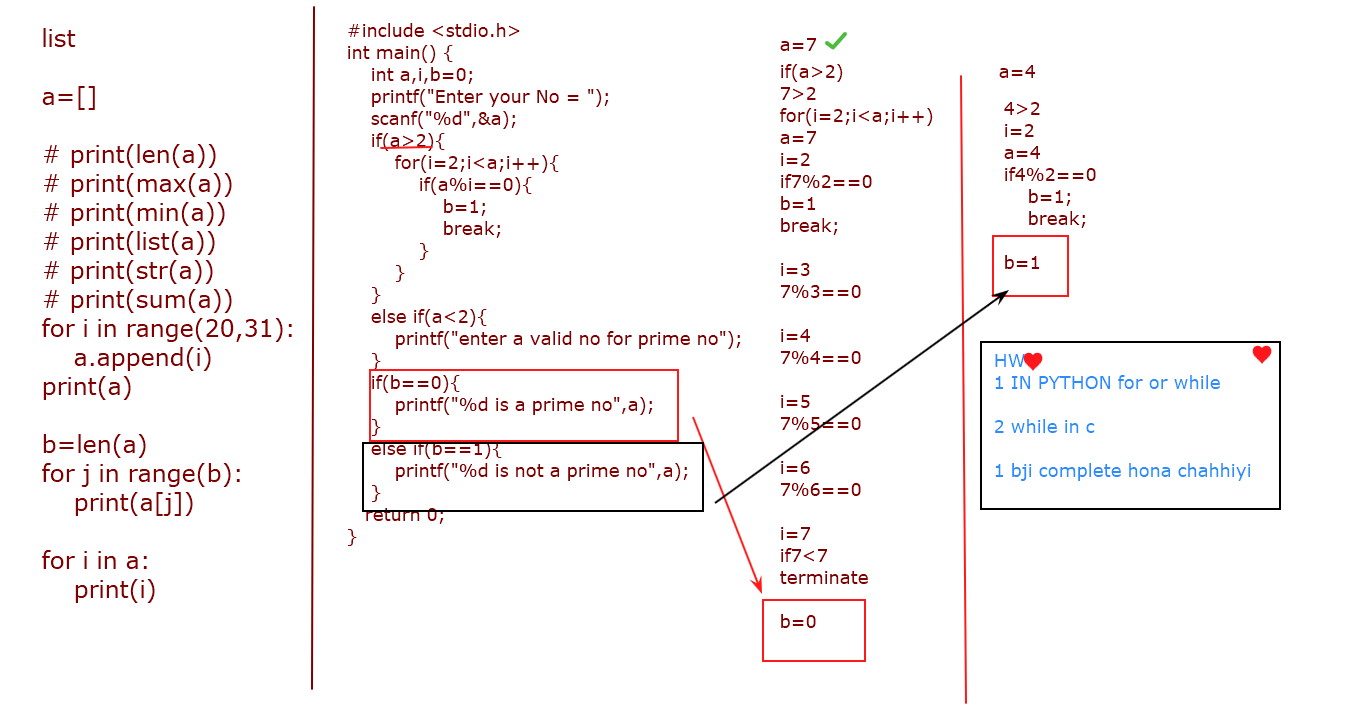 list
a=[]
# print(len(a))
# print(max(a))
# print(min(a))
# print(list(a))
# print(str(a))
# print(sum(a))
for i in range(20,31):
    a.append(i)
print(a)
b=len(a)
for j in range(b):
    print(a[j])
for i in a:
    print(i)
#include <stdio.h>
int main() {
    int a,i,b=0;
    printf("Enter your No = ");
    scanf("%d",&a);
    if(a>2){
        for(i=2;i<a;i++){
            if(a%i==0){
                b=1;
                break;
            }
        }
    }
    else if(a<2){
        printf("enter a valid no for prime no");
    }
    if(b==0){
        printf("%d is a prime no",a);
    }
    else if(b==1){
        printf("%d is not a prime no",a);
    }
   return 0;
}
a=7
if(a>2)
7>2
for(i=2;i<a;i++)
a=7
i=2
if7%2==0
b=1
break;
i=3
7%3==0
i=4
7%4==0
i=5
7%5==0
i=6
7%6==0
i=7
if7<7
terminate
b=0
a=4
4>2
i=2
a=4
if4%2==0
    b=1;
    break;
b=1
HW
1 IN PYTHON for or while
2 while in c
1 bji complete hona chahhiyi